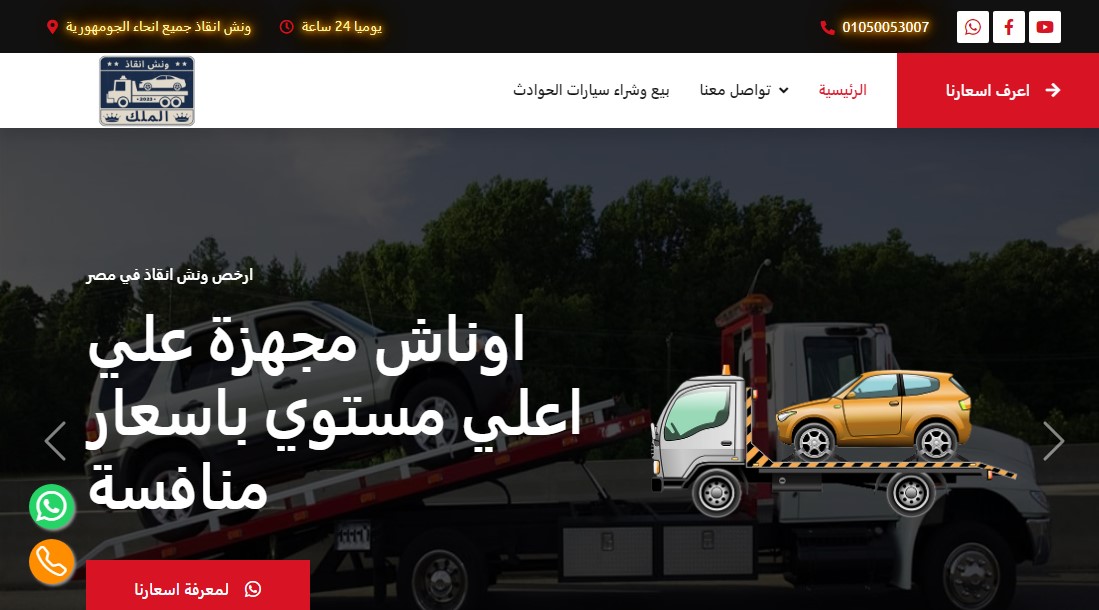 01050053007
يوميا 24 ساعة
ونش انقاذ جميع انحاء الجومهورية
اعرف اسعارنا
الرئيسية
تواصل معنا
بيع وشراء سيارات الحوادث
ونش انقاذ
2022
الملك
ارخص ونش انقاذ في مصر
اوناش مجهزة علي
اعلي مستوي باسعار
منافسة
لمعرفة اسعارنا